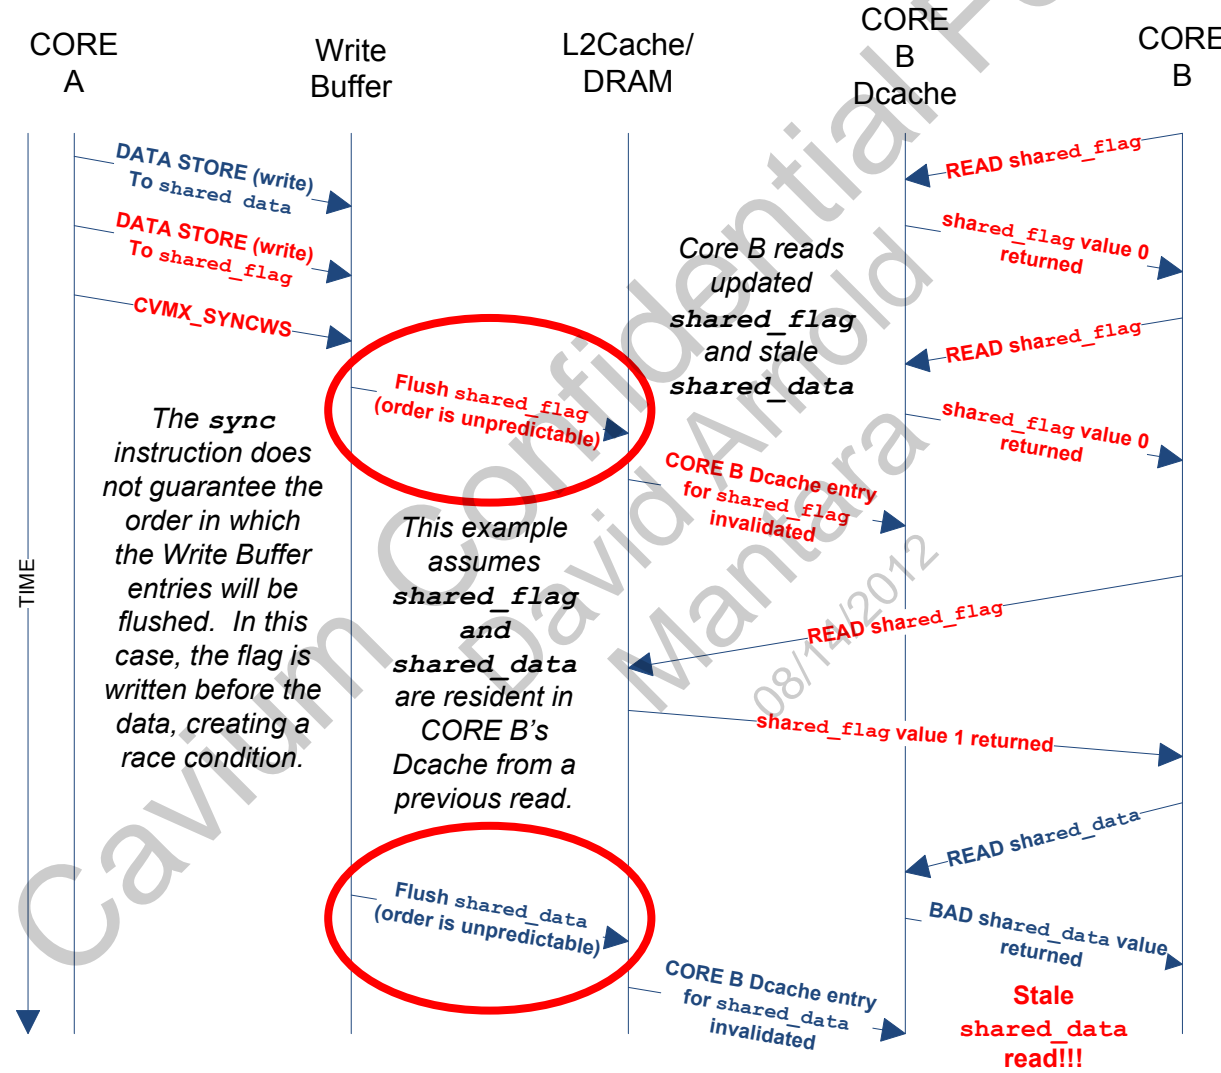 CORE
A
Write
Buffer
L2Cache/
DRAM
CORE
B
Dcache
CORE
B
TIME
DATA STORE (write)
To shared data
DATA STORE (write)
To shared_flag
CVMX_SYNCWS
READ shared_flag
shared_flag value 0
returned
READ shared_flag
shared_flag value 0
returned
Core B reads
updated
shared_flag
and stale
shared_data
Flush shared_flag
(order is unpredictable)
CORE B Dcache entry
for shared_flag
invalidated
The sync
instruction does
not guarantee the
order in which
the Write Buffer
entries will be
flushed. In this
case, the flag is
written before the
data, creating a
race condition.
This example
assumes
shared_flag
and
shared_data
are resident in
CORE B's
Dcache from a
previous read.
READ shared_flag
shared_flag value 1 returned
READ shared_data
Flush shared_data
(order is unpredictable)
BAD shared_data value
returned
CORE B Dcache entry
for shared_data
invalidated
Stale
shared_data
read!!!
Cavium Confidential
David Arnold
Mantara
08/14/2012